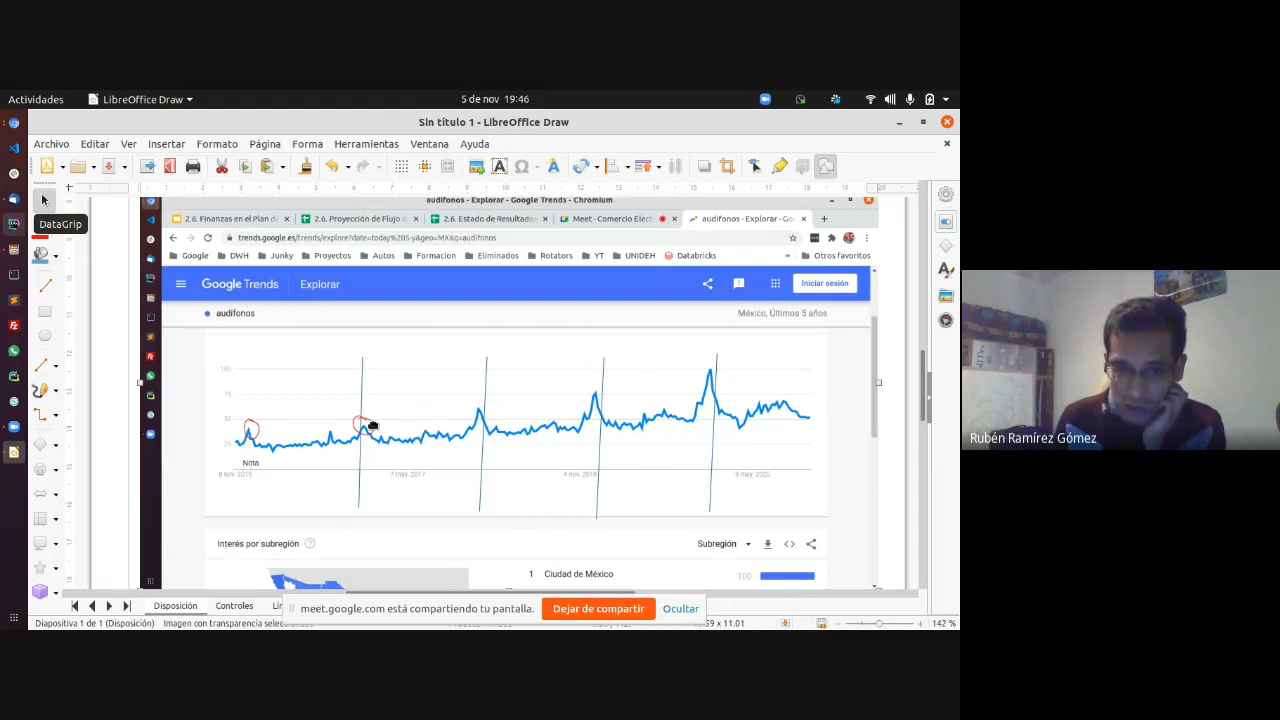 Actividades
LibreOffice Draw
5 de nov 19:46
Sin título 1 - LibreOffice Draw
Archivo Editar Ver Insertar Formato Página Forma Herramientas Ventana Ayuda
DataGrip
audifonos - Explorar - Google Trends - Chromium
2.6. Finanzas en el Plan de
2.6. Proyección de Flujo d
2.6. Estado de Resultados
Meet - Comercio Elect
audifonos - Explorar - Go
trends.google.es/trends/explore?date=today%205-y&geo=MX&q=audifonos
Google DWH Junky Proyectos Autos Formacion Eliminados Rotators YT UNIDEH Databricks » Otros favoritos
Google Trends Explorar
Iniciar sesión
audifonos
México, Últimos 5 años
100
75
50
25
Nota
8 nov. 2015
7 may. 2017
4 nov. 2018
3 may. 2020
Interés por subregión
Subregión
1 Ciudad de México 100
Disposición Controles
meet.google.com está compartiendo tu pantalla.
Dejar de compartir
Ocultar
Diapositiva 1 de 1 (Disposición)
Imagen con transparencia selec
x 11.01
142 %
Rubén Ramírez Gómez